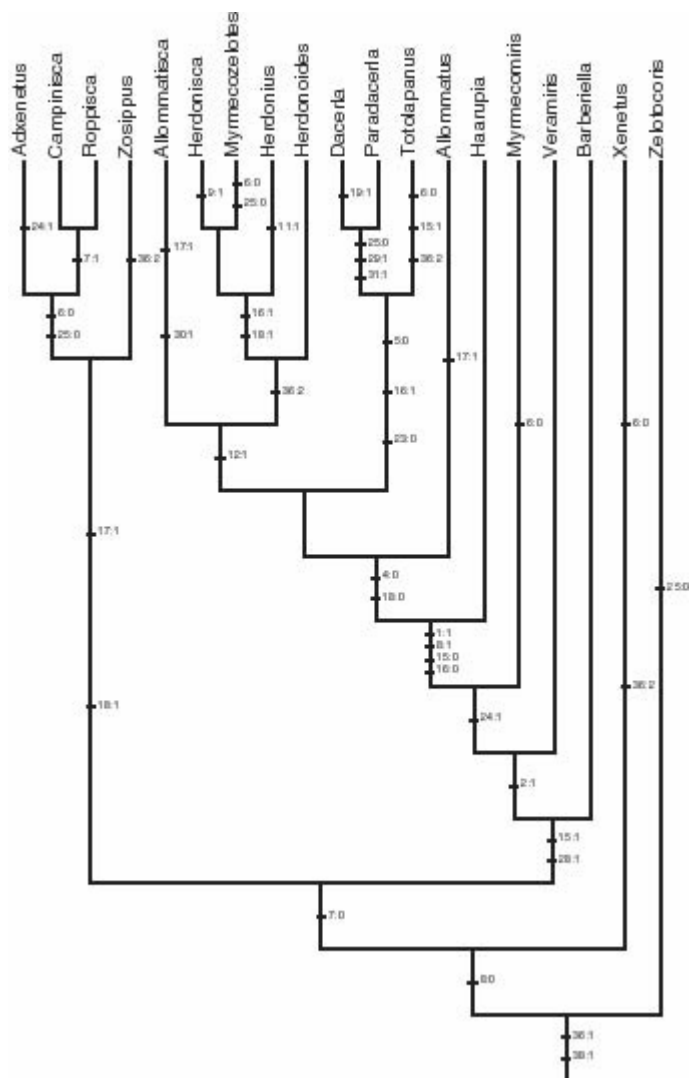 Adxenetus
Campinisca
Roppisca
Zosippus
Allommatisca
Herdonisca
Myrmecozelotes
Herdonius
Herdonoides
Dacerla
Paradacerla
Totolapanus
Allommatus
Haarupia
Myrmecomiris
Veramiris
Barberiella
Xenetus
Zelotocoris
6:0
9:1
19:1
6:0
25:0
24:1
11:1
15:1
17:1
25:0
7:1
36:2
29:1
36:2
31:1
6:0
16:1
25:0
30:1
18:1
5:0
17:1
36:2
16:1
6:0
6:0
23:0
12:1
17:1
4:0
25:0
18:0
1:1
8:1
15:0
16:0
36:2
18:1
24:1
2:1
15:1
28:1
7:0
8:0
36:1
38:1